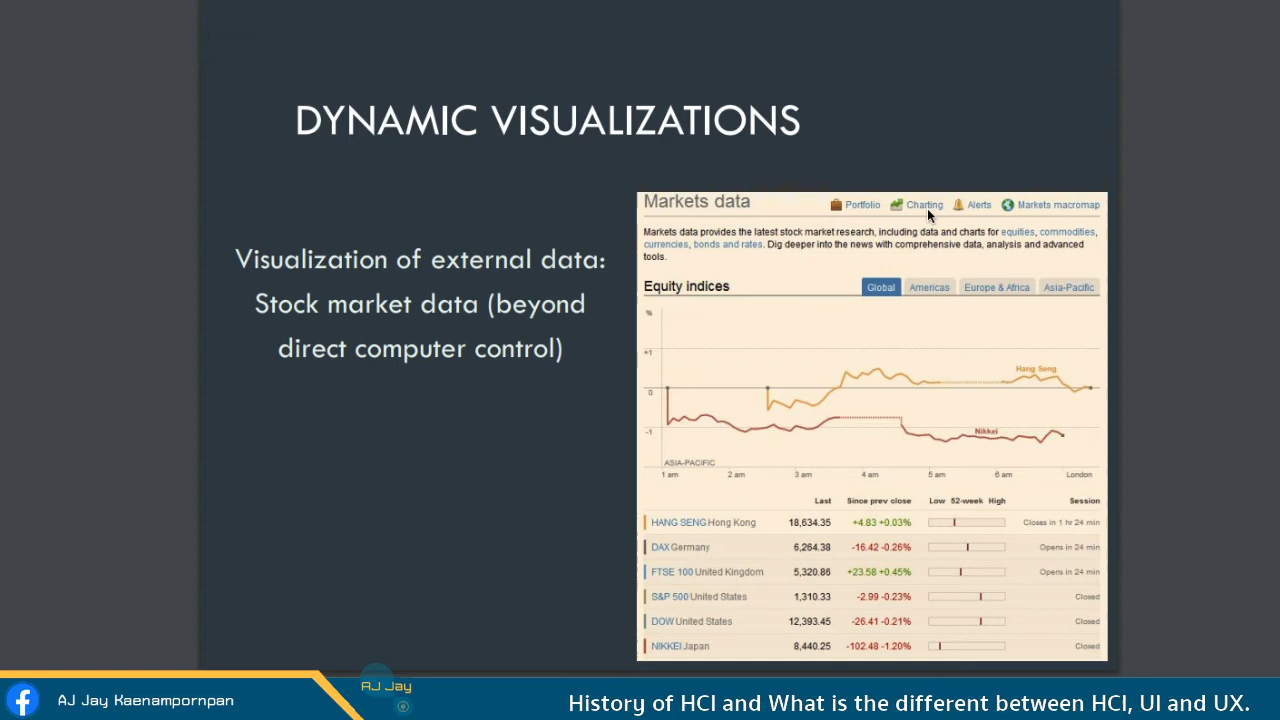 DYNAMIC VISUALIZATIONS
Visualization of external data:
Stock market data (beyond
direct computer control)
Markets data
Portfolio
Charting
Alerts
Markets macromap
Markets data provides the latest stock market research, including data and charts for equities, commodities,
currencies, bonds and rates. Dig deeper into the news with comprehensive data, analysis and advanced
tools.
Equity indices
Global
Americas
Europe & Africa
Asia-Pacific
%
+1
0
-1
Hang Seng
Nikkei
ASIA-PACIFIC
1 am 2 am 3 am 4 am 5 am 6 am London
Last Since prev close Low 52-week High Session
HANG SENG Hong Kong 18,634.35 +4.83 +0.03% Closes in 1 hr 24 min
DAX Germany 6,264.38 -16.42 -0.26% Opens in 24 min
FTSE 100 United Kingdom 5,320.86 +23.58 +0.45% Opens in 24 min
S&P 500 United States 1,310.33 -2.99 -0.23% Closed
DOW United States 12,393.45 -26.41 -0.21% Closed
NIKKEI Japan 8,440.25 -102.48 -1.20% Closed
AJ Jay Kaenampornpan
AJ Jay
History of HCI and What is the different between HCI, UI and UX.